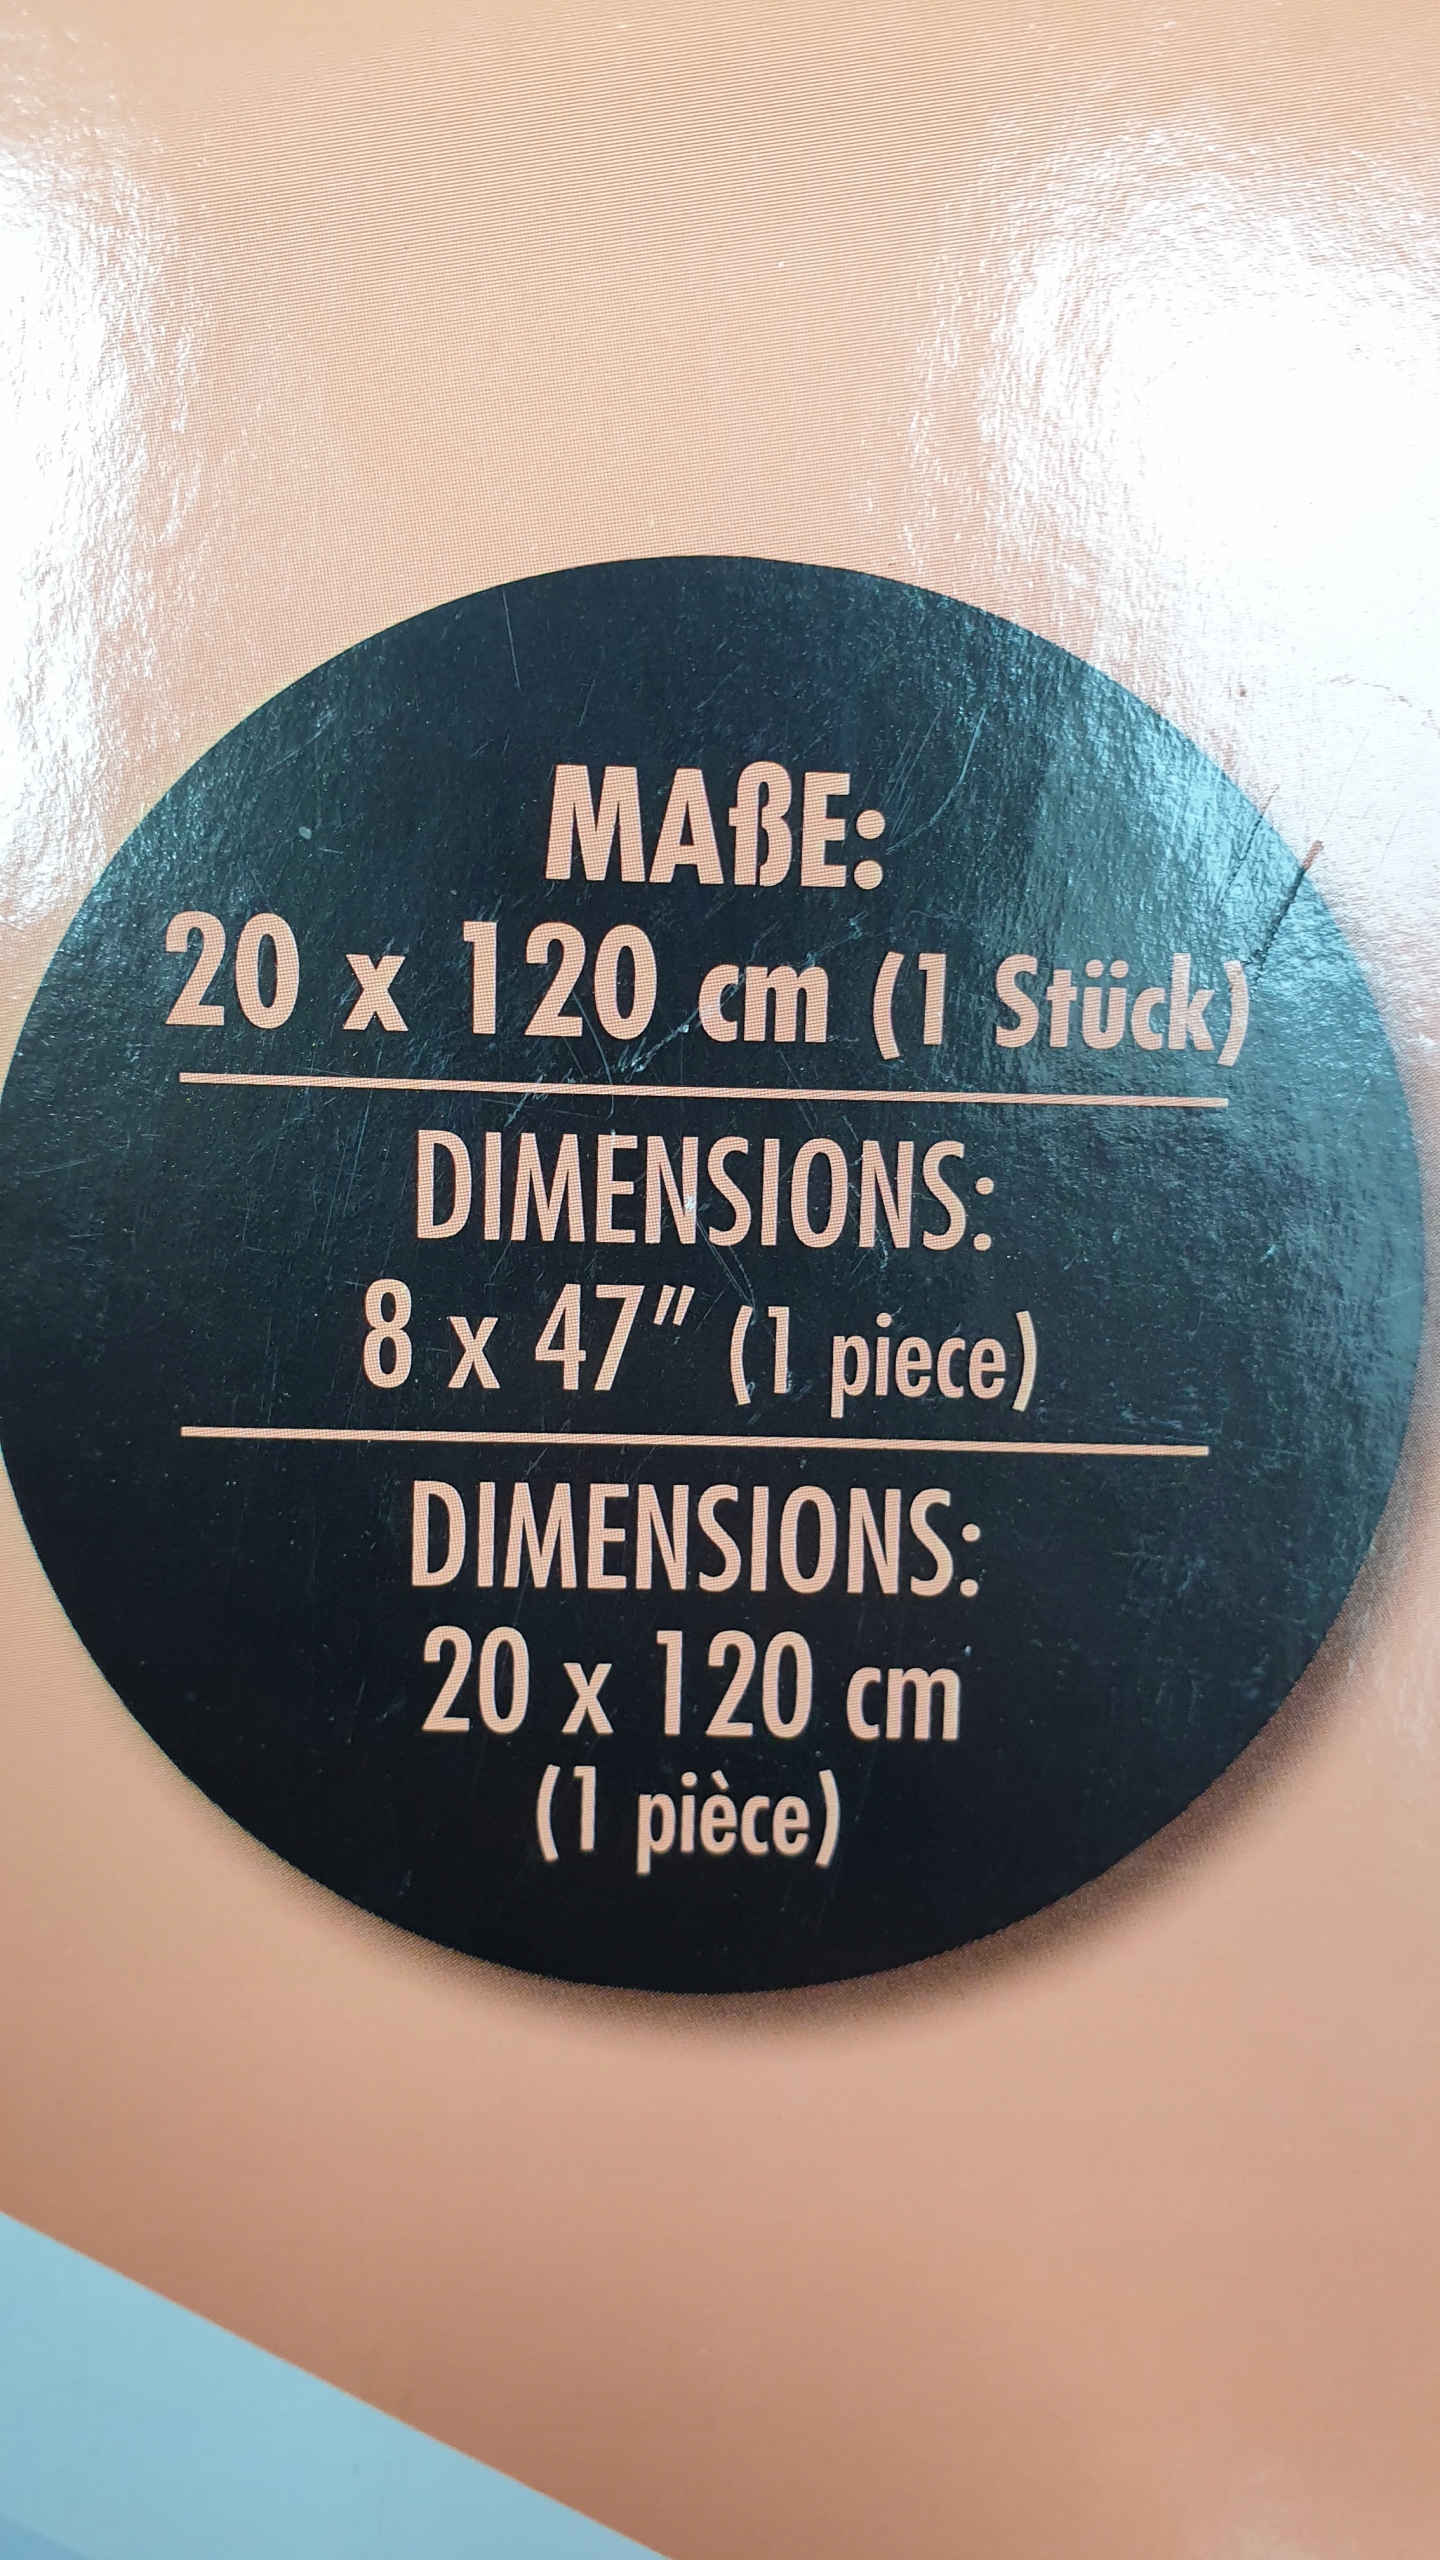 MAßE:
20 x 120 cm (1 Stück)
DIMENSIONS:
8 x 47" (1 piece)
DIMENSIONS:
20 x 120 cm
(1 pièce)